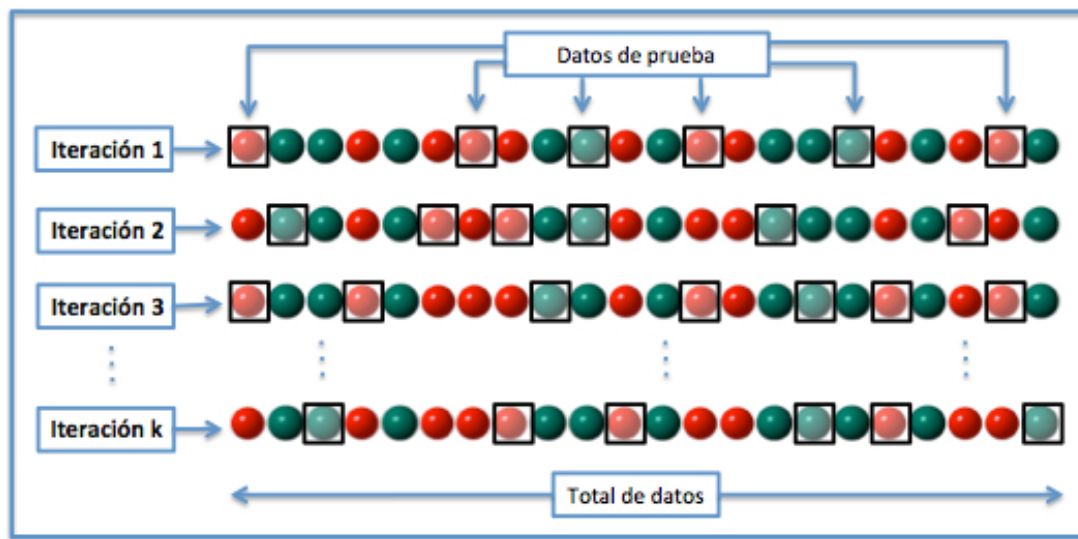 Datos de prueba
Iteración 1
Iteración 2
Iteración 3
Iteración k
Total de datos